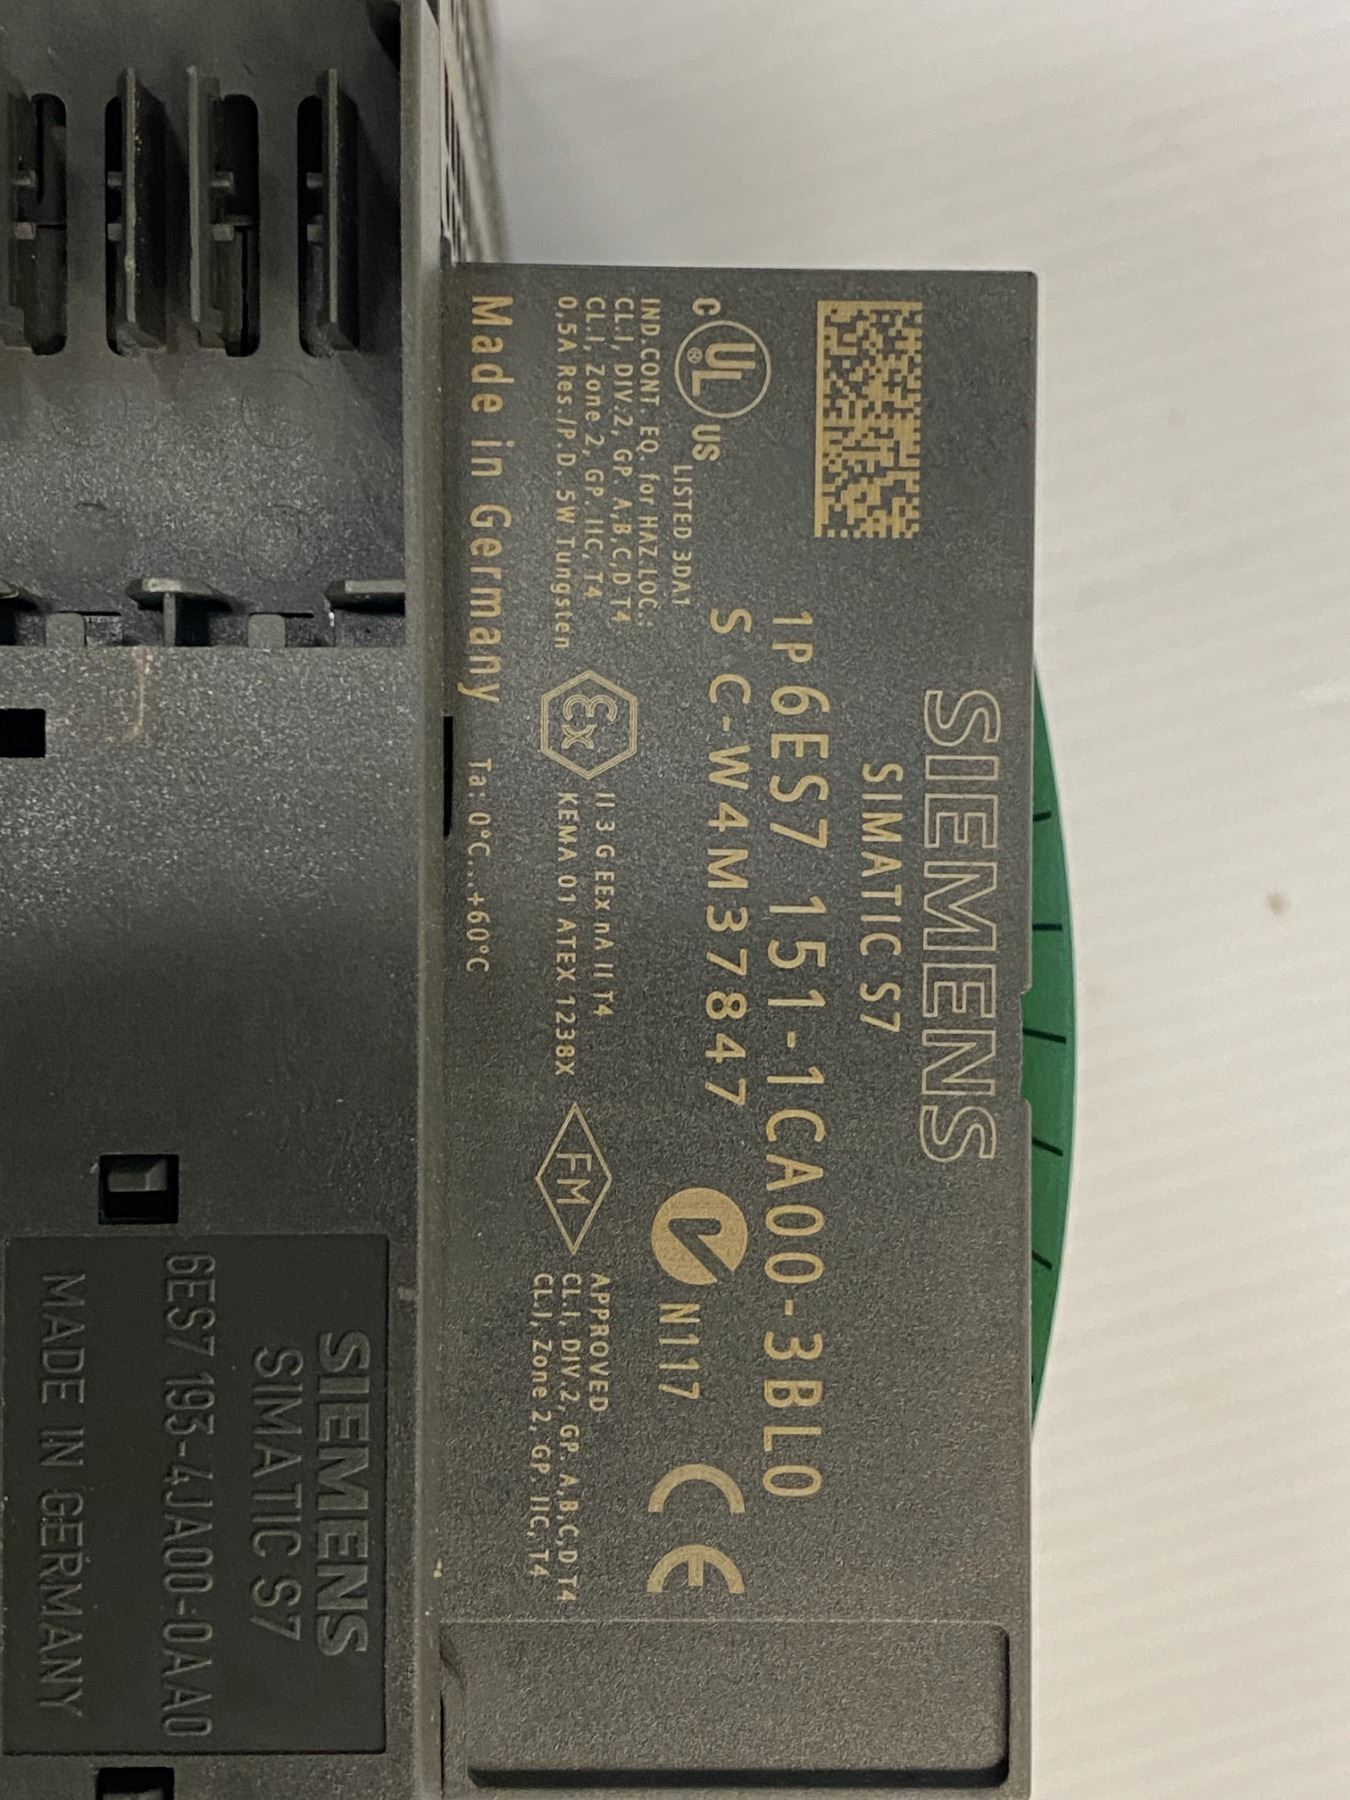 SIEMENS
SIMATIC S7
1P 6ES7 151-1CA00-3BL0
S C-W4M37847
C UL ® US LISTED 3DA1
IND.CONT. EQ. for HAZ.LOC.:
CL.I, DIV.2, GP. A,B,C,D T4
CL.I, Zone 2, GP. IIC, T4
0,5A Res./P.D. 5W Tungsten
Made in Germany
Ex
II 3 G EEx nA II T4
KEMA 01 ATEX 1238X
Ta: 0°C...+60°C
N117
CE
FM
APPROVED
CL.I, DIV.2, GP. A,B,C,D T4
CL.I, Zone 2, GP. IIC, T4
SIEMENS
SIMATIC S7
6ES7 193-4JA00-0AA0
MADE IN GERMANY